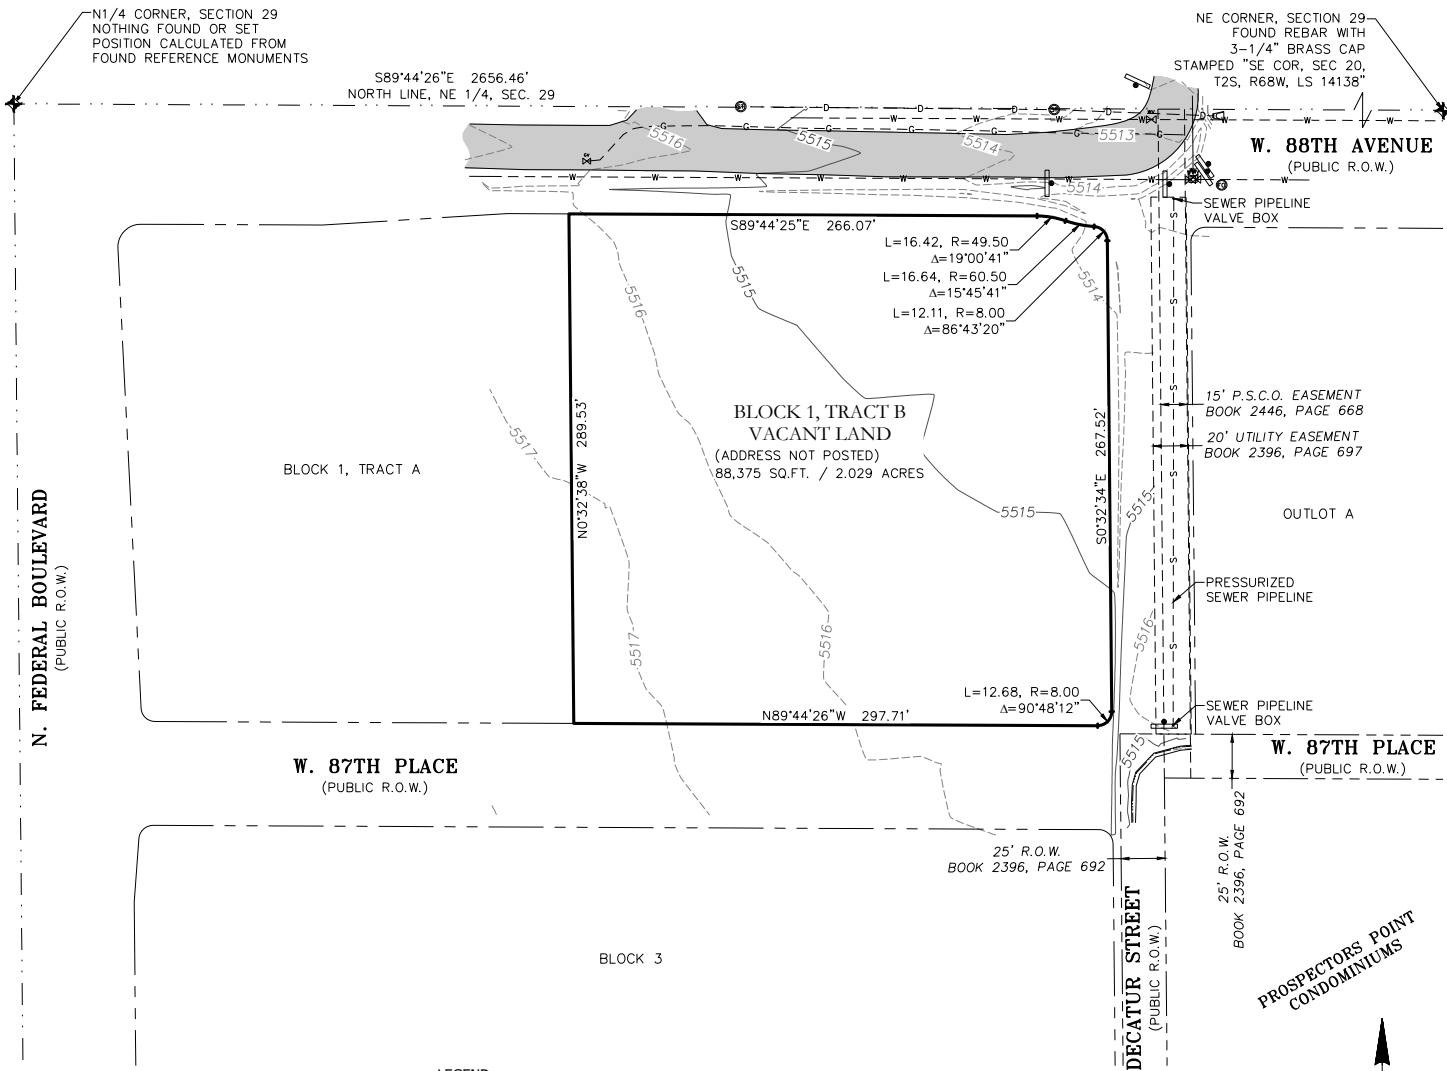 N1/4 CORNER, SECTION 29
NOTHING FOUND OR SET
POSITION CALCULATED FROM
FOUND REFERENCE MONUMENTS
NE CORNER, SECTION 29
FOUND REBAR WITH
3-1/4" BRASS CAP
STAMPED "SE COR, SEC 20,
T2S, R68W, LS 14138"
S89°44'26"E 2656.46'
NORTH LINE, NE 1/4, SEC. 29
D D D D D
W W W W W W
G G G G G G
5516
5515
5514
5513
W. 88TH AVENUE
(PUBLIC R.O.W.)
W W W W W W W W W
5514
SEWER PIPELINE
VALVE BOX
S89°44'25"E 266.07'
L=16.42, R=49.50
Δ=19°00'41"
L=16.64, R=60.50
Δ=15°45'41"
L=12.11, R=8.00
Δ=86°43'20"
5516
5515
5514
N0°32'38"W 289.53'
BLOCK 1, TRACT B
VACANT LAND
(ADDRESS NOT POSTED)
88,375 SQ.FT. / 2.029 ACRES
S0°32'34"E 267.52'
15' P.S.C.O. EASEMENT
BOOK 2446, PAGE 668
20' UTILITY EASEMENT
BOOK 2396, PAGE 697
S S S S S
BLOCK 1, TRACT A
5517
5515
5515
OUTLOT A
N. FEDERAL BOULEVARD
(PUBLIC R.O.W.)
PRESSURIZED
SEWER PIPELINE
5517
5516
5516
L=12.68, R=8.00
Δ=90°48'12"
N89°44'26"W 297.71'
SEWER PIPELINE
VALVE BOX
5515
W. 87TH PLACE
(PUBLIC R.O.W.)
W. 87TH PLACE
(PUBLIC R.O.W.)
25' R.O.W.
BOOK 2396, PAGE 692
25' R.O.W.
BOOK 2396, PAGE 692
DECATUR STREET
(PUBLIC R.O.W.)
BLOCK 3
PROSPECTORS POINT
CONDOMINIUMS
LEGEND